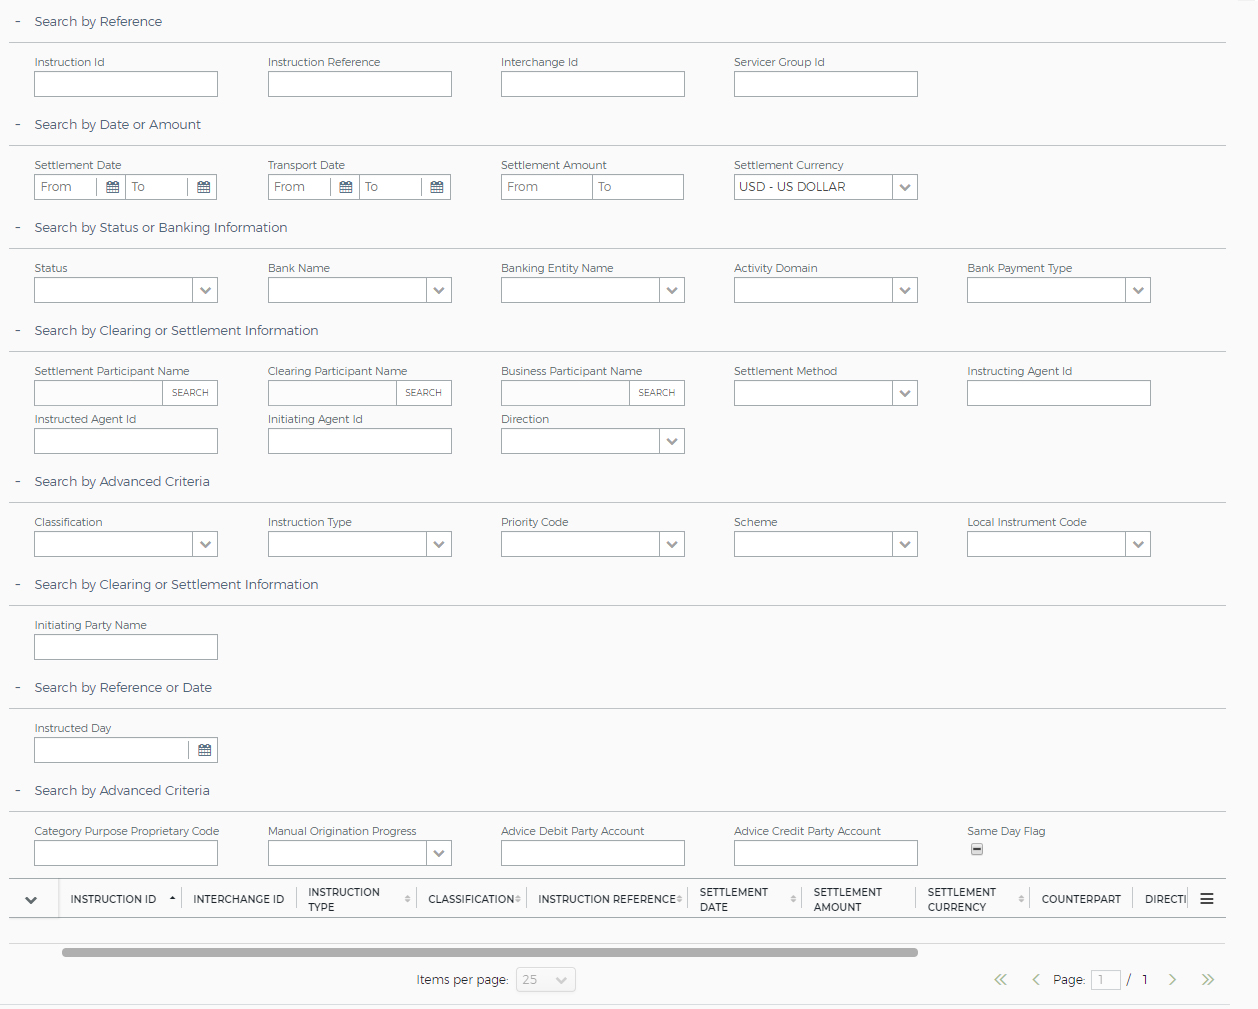 - Search by Reference
Instruction Id Instruction Reference Interchange Id Servicer Group Id
- Search by Date or Amount
Settlement Date Transport Date Settlement Amount Settlement Currency
From To From To From To USD - US DOLLAR
- Search by Status or Banking Information
Status Bank Name Banking Entity Name Activity Domain Bank Payment Type
- Search by Clearing or Settlement Information
Settlement Participant Name Clearing Participant Name Business Participant Name Settlement Method Instructing Agent Id
SEARCH SEARCH SEARCH
Instructed Agent Id Initiating Agent Id Direction
- Search by Advanced Criteria
Classification Instruction Type Priority Code Scheme Local Instrument Code
- Search by Clearing or Settlement Information
Initiating Party Name
- Search by Reference or Date
Instructed Day
- Search by Advanced Criteria
Category Purpose Proprietary Code Manual Origination Progress Advice Debit Party Account Advice Credit Party Account Same Day Flag
INSTRUCTION ID INTERCHANGE ID INSTRUCTION TYPE CLASSIFICATION INSTRUCTION REFERENCE SETTLEMENT DATE SETTLEMENT AMOUNT SETTLEMENT CURRENCY COUNTERPART DIRECTI
Items per page: 25 Page: 1 / 1